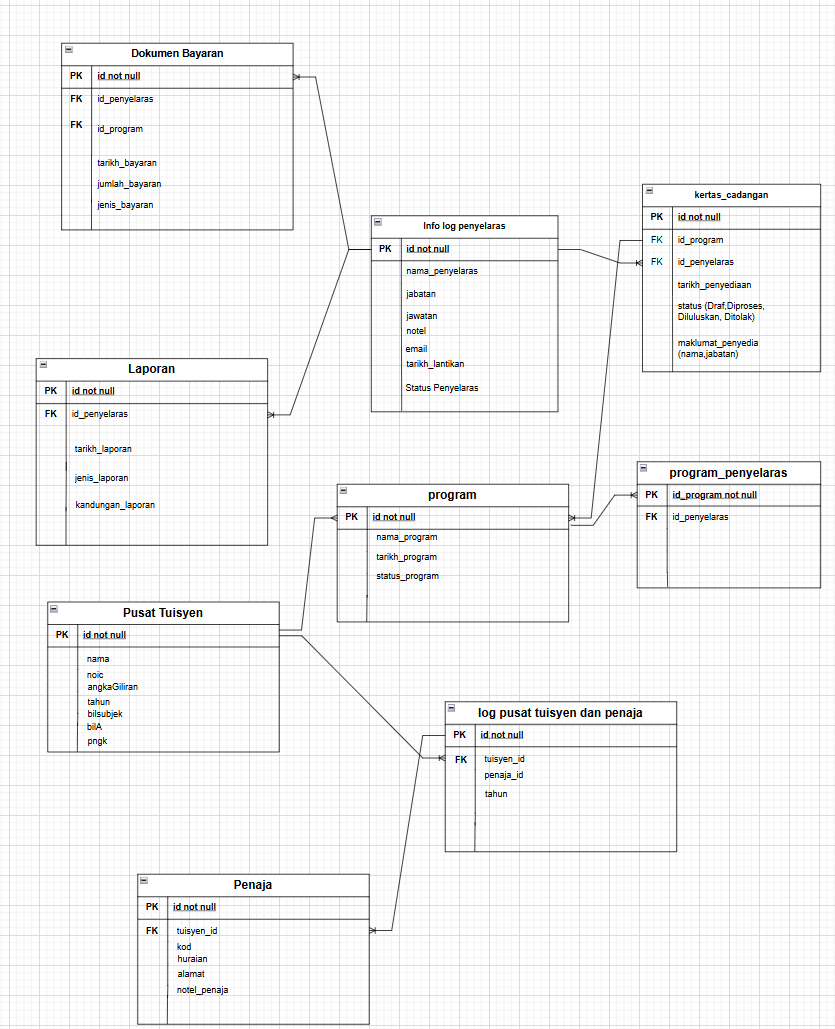 Dokumen Bayaran
PK id not null
FK id_penyelaras
FK id_program
tarikh_bayaran
jumlah_bayaran
jenis_bayaran
Info log penyelaras
PK id not null
nama_penyelaras
jabatan
jawatan
notel
email
tarikh_lantikan
Status Penyelaras
kertas_cadangan
PK id not null
FK id_program
FK id_penyelaras
tarikh_penyediaan
status (Draf,Diproses,
Diluluskan, Ditolak)
maklumat_penyedia
(nama,jabatan)
Laporan
PK id not null
FK id_penyelaras
tarikh_laporan
jenis_laporan
kandungan_laporan
program
PK id not null
nama_program
tarikh_program
status_program
program_penyelaras
PK id_program not null
FK id_penyelaras
Pusat Tuisyen
PK id not null
nama
noic
angkaGiliran
tahun
bilsubjek
bilA
pngk
log pusat tuisyen dan penaja
PK id not null
FK tuisyen_id
penaja_id
tahun
Penaja
PK id not null
FK tuisyen_id
kod
huraian
alamat
notel_penaja